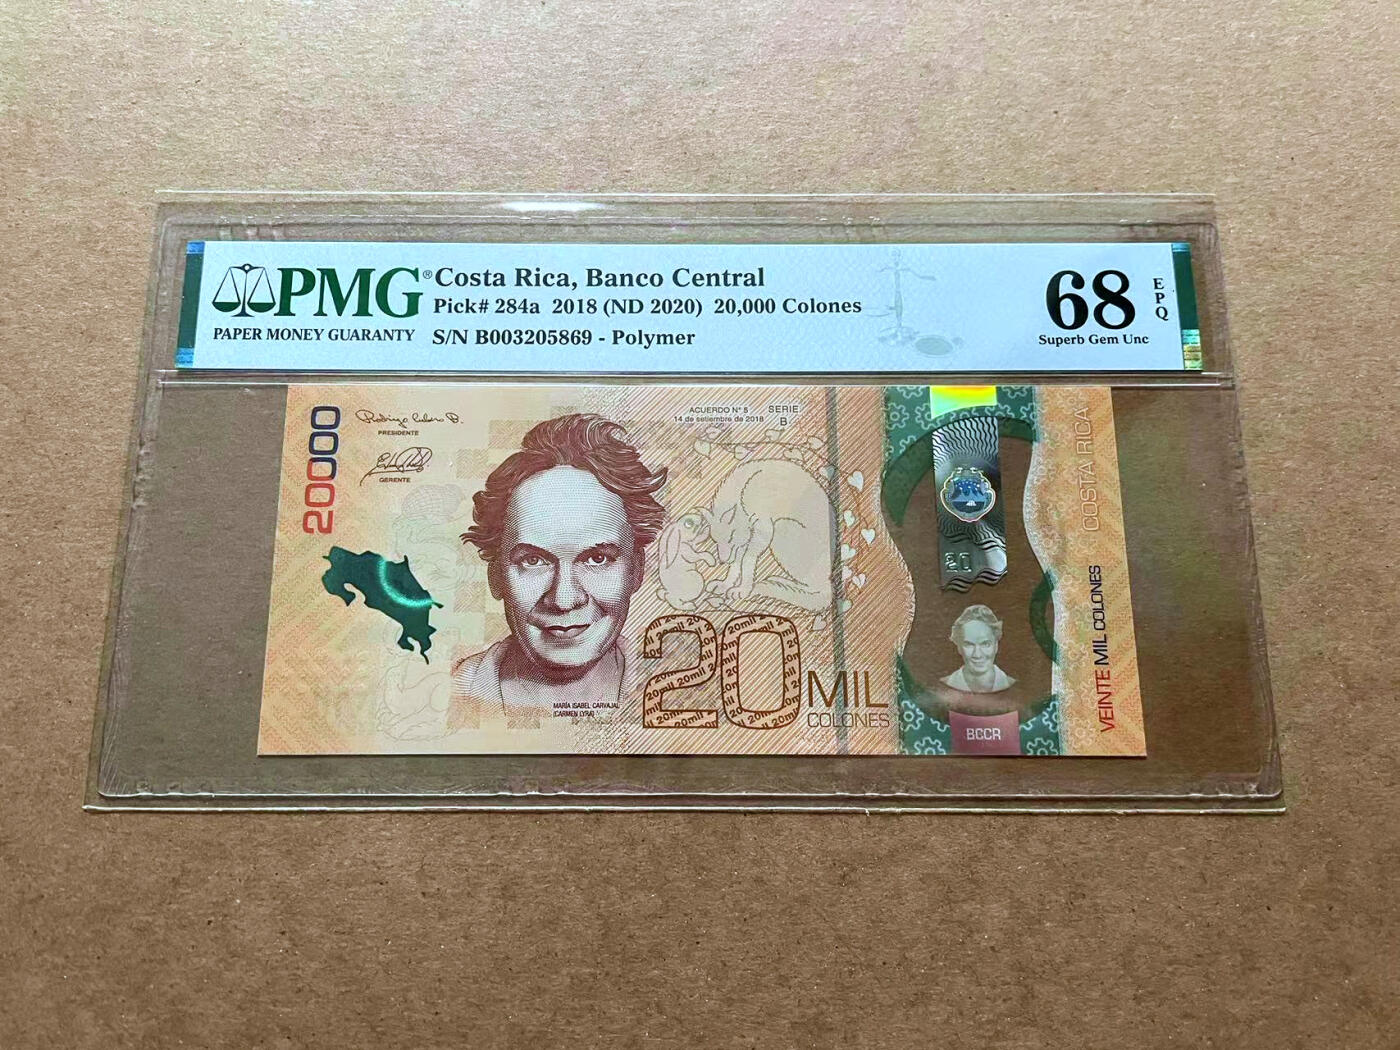 PMG®
PAPER MONEY GUARANTY
Costa Rica, Banco Central
Pick# 284a 2018 (ND 2020) 20,000 Colones
S/N B003205869 - Polymer
68
EPQ
Superb Gem Unc
20000
PRESIDENTE
GERENTE
ACUERDO N° 5
14 de setiembre de 2018
SERIE
B
MARÍA ISABEL CARVAJAL
(CARMEN LYRA)
20
MIL
COLONES
20
BCCR
COSTA RICA
VEINTE MIL COLONES